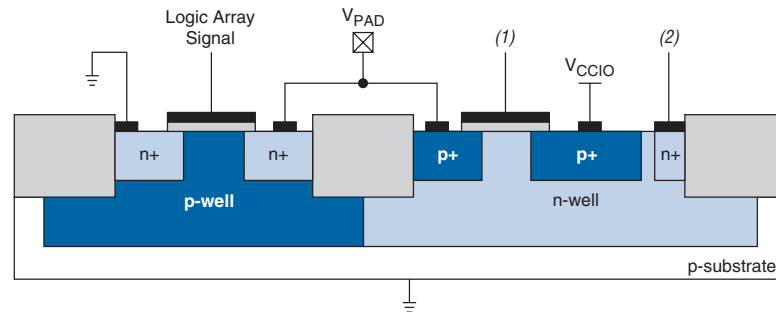 Logic Array
Signal
VPAD
(1)
(2)
VCCIO
n+
n+
p+
p+
n+
p-well
n-well
p-substrate